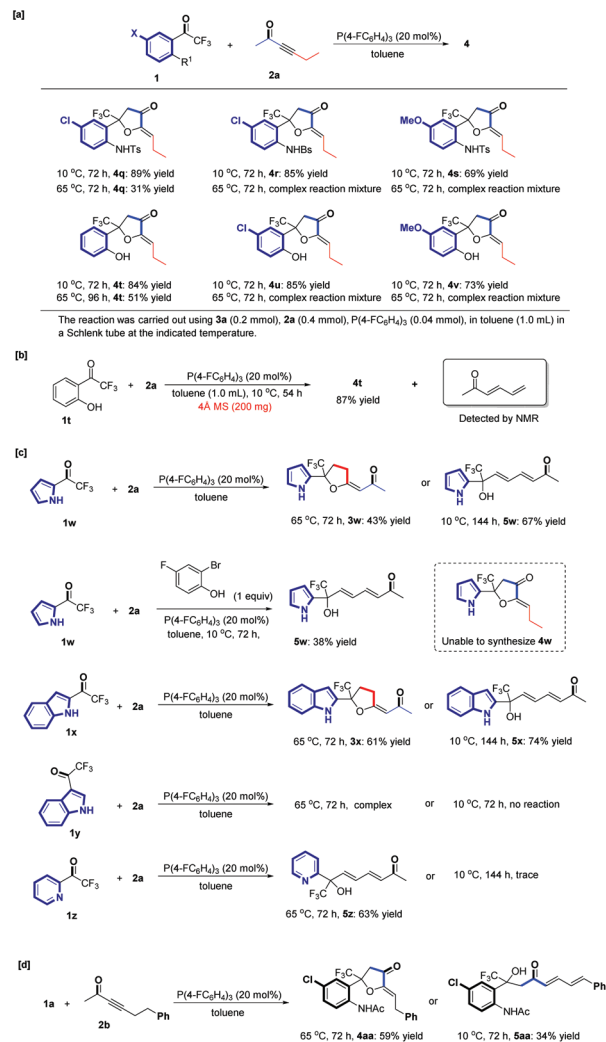 [a]
X O CF3 R1 1 + O 2a P(4-FC6H4)3 (20 mol%) toluene 4
Cl F3C O O NHTs
10 °C, 72 h, 4q: 89% yield
65 °C, 72 h, 4q: 31% yield
Cl F3C O O NHBs
10 °C, 72 h, 4r: 85% yield
65 °C, 72 h, complex reaction mixture
MeO F3C O O NHTs
10 °C, 72 h, 4s: 69% yield
65 °C, 72 h, complex reaction mixture
F3C O O OH
10 °C, 72 h, 4t: 84% yield
65 °C, 96 h, 4t: 51% yield
Cl F3C O O OH
10 °C, 72 h, 4u: 85% yield
65 °C, 72 h, complex reaction mixture
MeO F3C O O OH
10 °C, 72 h, 4v: 73% yield
65 °C, 72 h, complex reaction mixture
The reaction was carried out using 3a (0.2 mmol), 2a (0.4 mmol), P(4-FC6H4)3 (0.04 mmol), in toluene (1.0 mL) in
a Schlenk tube at the indicated temperature.
[b]
O CF3 OH 1t + 2a
P(4-FC6H4)3 (20 mol%)
toluene (1.0 mL), 10 °C, 54 h
4Å MS (200 mg)
4t
87% yield
+
O
Detected by NMR
[c]
N H O CF3 1w + 2a
P(4-FC6H4)3 (20 mol%)
toluene
N H F3C O O
65 °C, 72 h, 3w: 43% yield
or
N H F3C OH O
10 °C, 144 h, 5w: 67% yield
N H O CF3 1w + 2a
F Br OH (1 equiv)
P(4-FC6H4)3 (20 mol%)
toluene, 10 °C, 72 h,
N H F3C OH O
5w: 38% yield
N H F3C O O
Unable to synthesize 4w
N H O CF3 1x + 2a
P(4-FC6H4)3 (20 mol%)
toluene
N H F3C O O
65 °C, 72 h, 3x: 61% yield
or
N H F3C OH O
10 °C, 144 h, 5x: 74% yield
O CF3 NH 1y + 2a
P(4-FC6H4)3 (20 mol%)
toluene
65 °C, 72 h, complex
or
10 °C, 72 h, no reaction
N O CF3 1z + 2a
P(4-FC6H4)3 (20 mol%)
toluene
N F3C OH O
65 °C, 72 h, 5z: 63% yield
or
10 °C, 144 h, trace
[d]
1a + O Ph 2b
P(4-FC6H4)3 (20 mol%)
toluene
Cl F3C O O NHAc Ph
65 °C, 72 h, 4aa: 59% yield
or
Cl F3C OH O NHAc Ph
10 °C, 72 h, 5aa: 34% yield